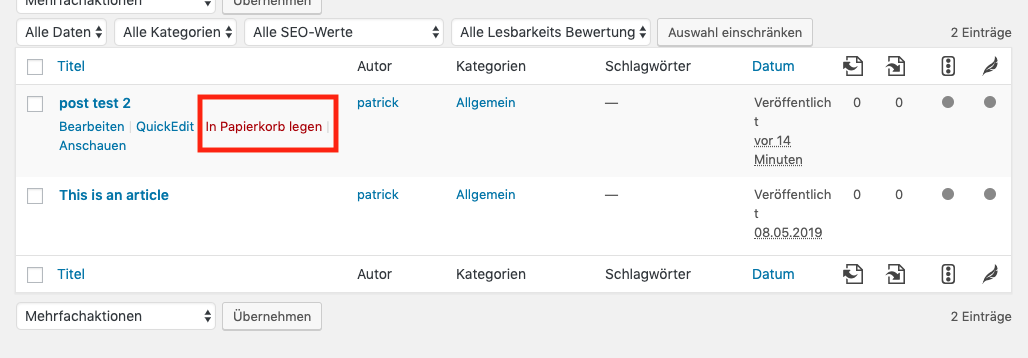 Mehrfachaktionen Übernehmen
Alle Daten Alle Kategorien Alle SEO-Werte Alle Lesbarkeits Bewertung Auswahl einschränken 2 Einträge
Titel Autor Kategorien Schlagwörter Datum
post test 2 patrick Allgemein — Veröffentlich 0 0
t
Bearbeiten | QuickEdit | In Papierkorb legen |
vor 14
Anschauen
Minuten
This is an article patrick Allgemein — Veröffentlich 0 0
t
08.05.2019
Titel Autor Kategorien Schlagwörter Datum
Mehrfachaktionen Übernehmen 2 Einträge